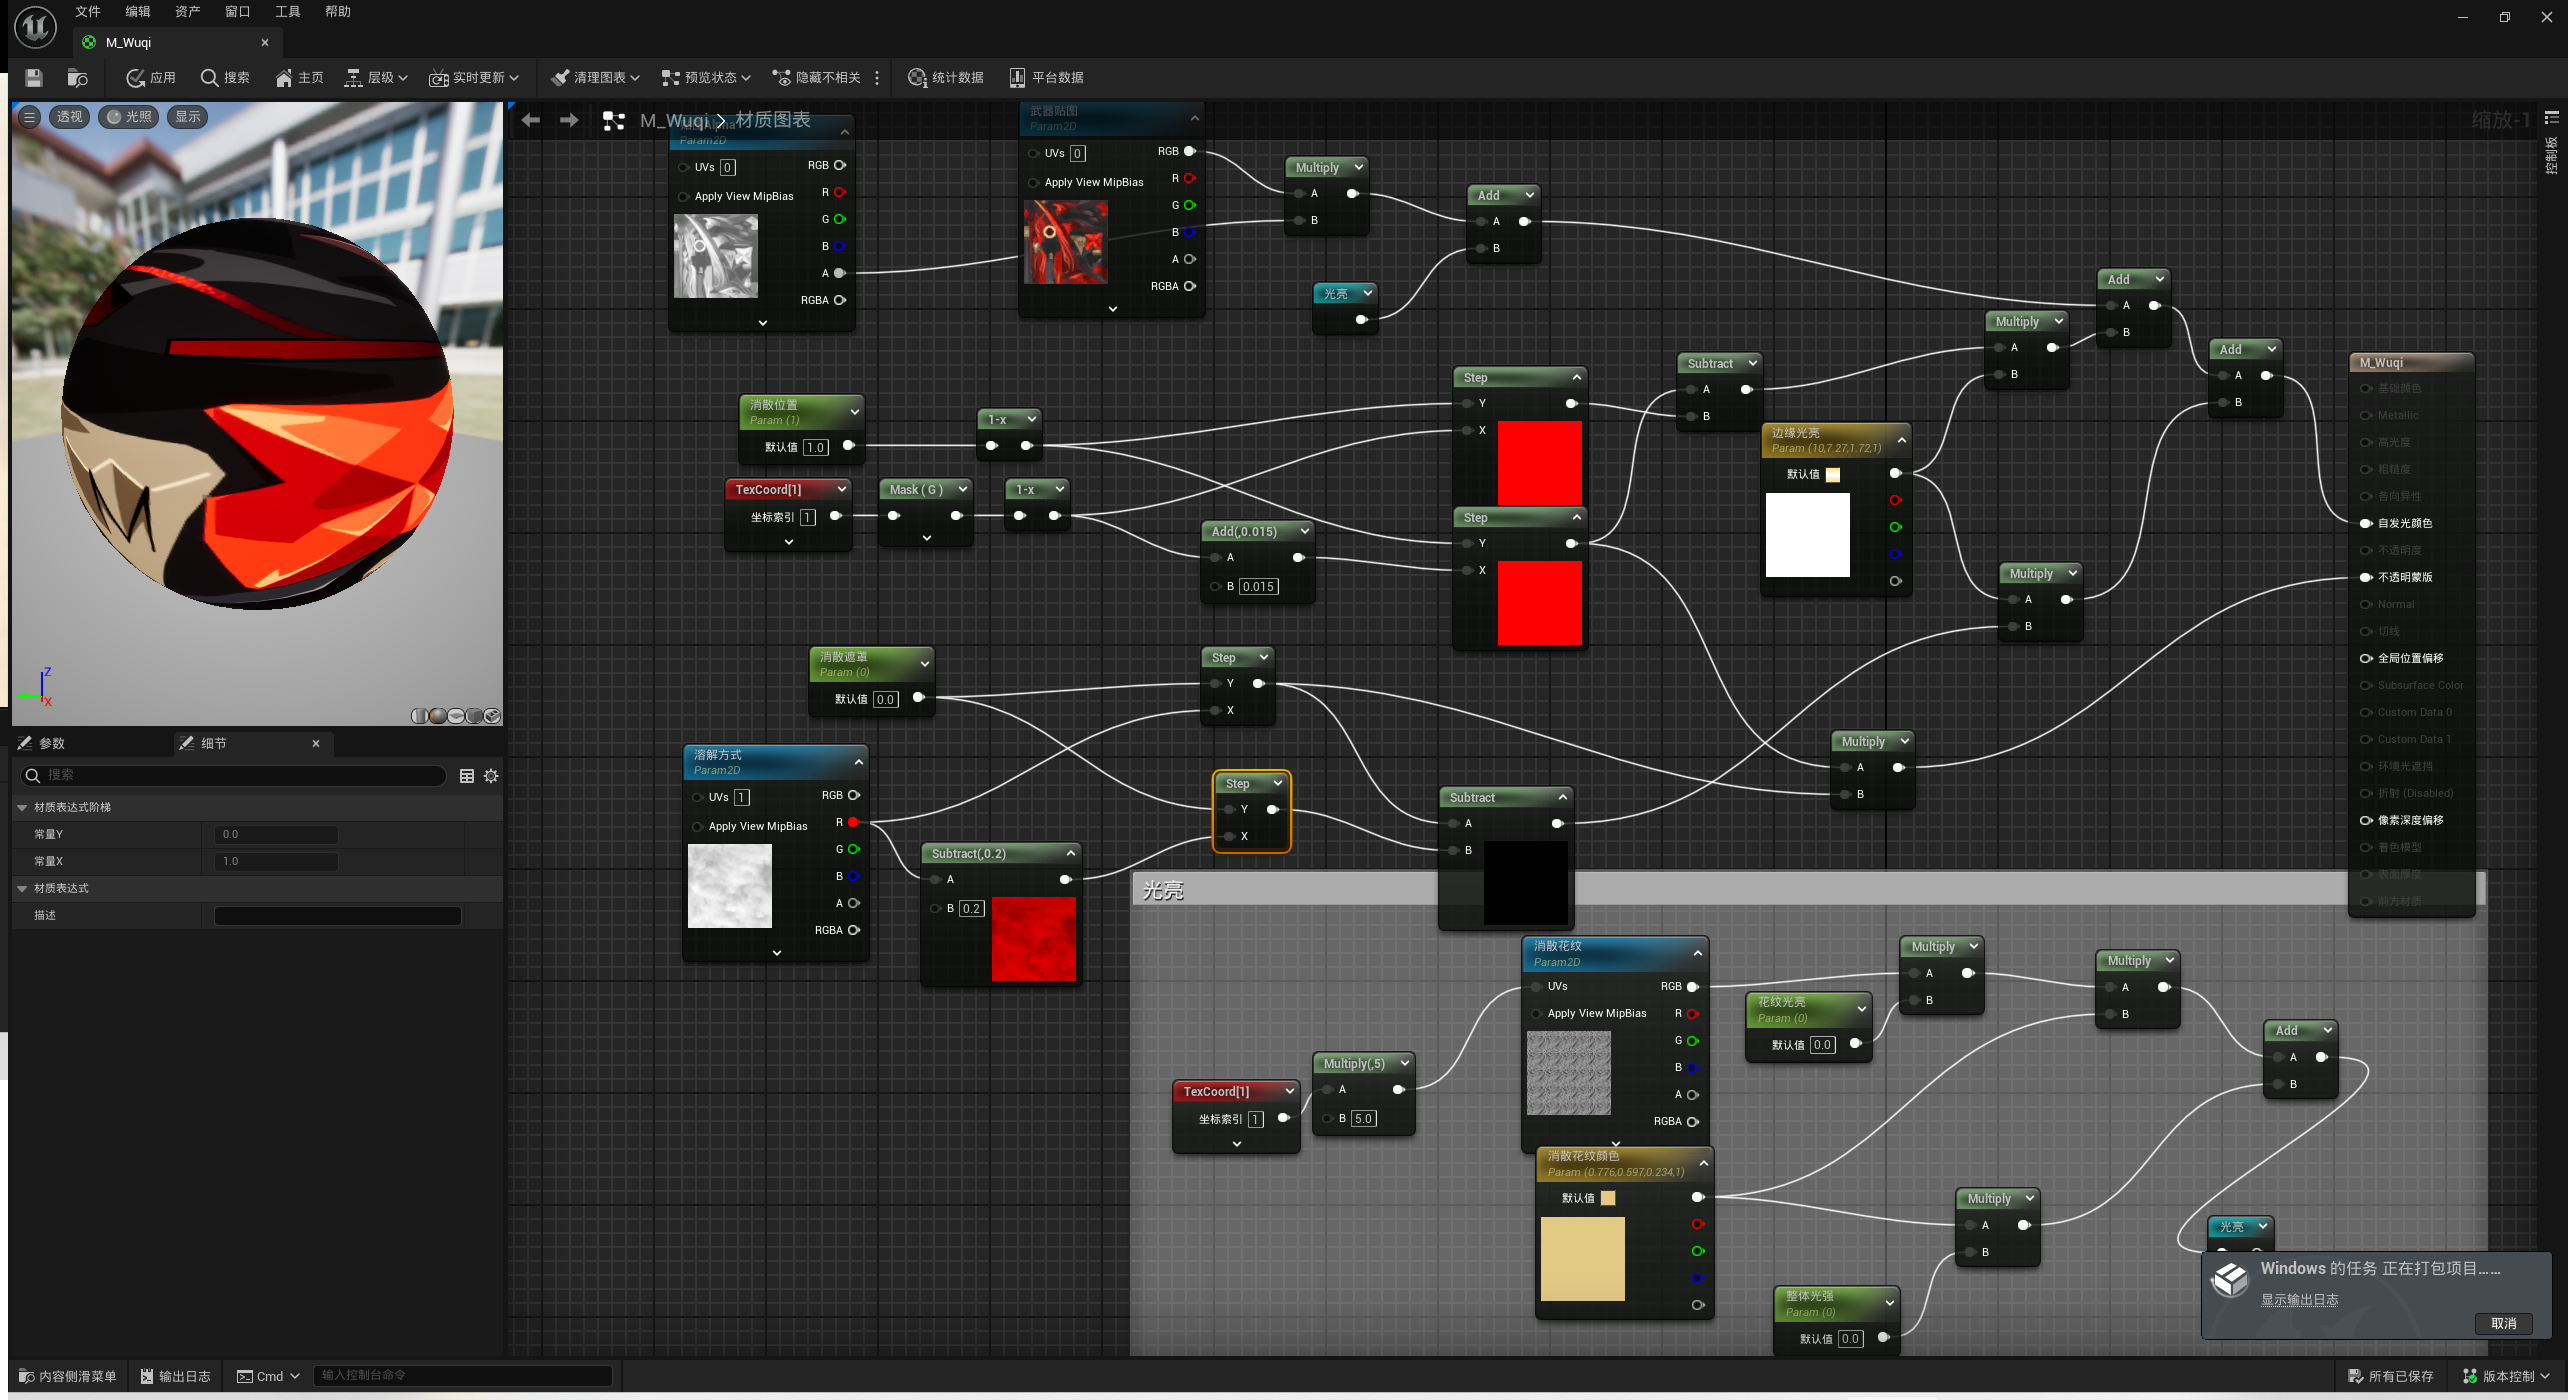 文件 编辑 资产 窗口 工具 帮助
M_Wuqi
应用 搜索 主页 层级 实时更新 清理图表 预览状态 隐藏不相关 统计数据 平台数据
透视 光照 显示
M_Wuqi 材质图表
缩放-1
控制板
Param2D
UVs 0
Apply View MipBias
RGB
R
G
B
A
RGBA
武器贴图
Param2D
UVs 0
Apply View MipBias
RGB
R
G
B
A
RGBA
Multiply
A
B
Add
A
B
光亮
Add
A
B
Multiply
A
B
Add
A
B
Step
Y
X
Subtract
A
B
消散位置
Param (1)
默认值 1.0
1-x
TexCoord[1]
坐标索引 1
Mask ( G )
1-x
Add(,0.015)
A
B 0.015
Step
Y
X
边缘光亮
Param (10,7.27,1.72,1)
默认值
Multiply
A
B
M_Wuqi
基础颜色
Metallic
高光度
粗糙度
各向异性
自发光颜色
不透明度
不透明蒙版
Normal
切线
全局位置偏移
Subsurface Color
Custom Data 0
Custom Data 1
环境光遮挡
折射 (Disabled)
像素深度偏移
着色模型
表面厚度
前方材质
消散遮罩
Param (0)
默认值 0.0
Step
Y
X
溶解方式
Param2D
UVs 1
Apply View MipBias
RGB
R
G
B
A
RGBA
Step
Y
X
Subtract(,0.2)
A
B 0.2
Subtract
A
B
Multiply
A
B
光亮
消散花纹
Param2D
UVs
Apply View MipBias
RGB
R
G
B
A
RGBA
TexCoord[1]
坐标索引 1
Multiply(,5)
A
B 5.0
花纹光亮
Param (0)
默认值 0.0
Multiply
A
B
Multiply
A
B
Add
A
B
消散花纹颜色
Param (0.776,0.597,0.234,1)
默认值
Multiply
A
B
整体光强
Param (0)
默认值 0.0
光亮
Z
X
M
参数 细节
搜索
材质表达式阶梯
常量Y 0.0
常量X 1.0
材质表达式
描述
Windows 的任务 正在打包项目......
显示输出日志
取消
内容侧滑菜单 输出日志 Cmd 输入控制台命令
所有已保存 版本控制